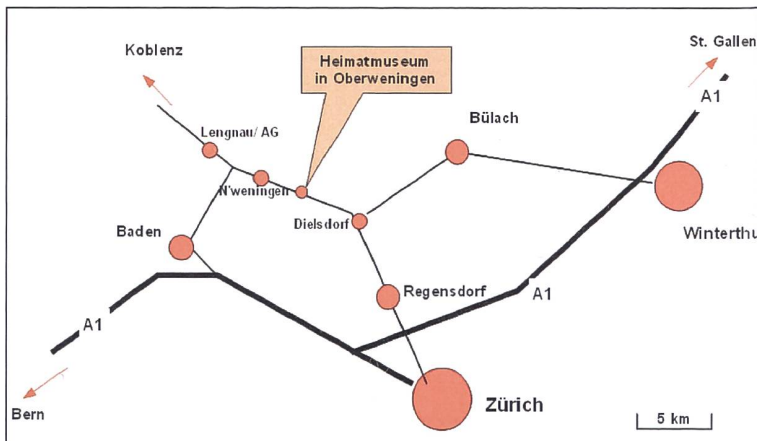 Koblenz
St. Gallen
Heimatmuseum
in Oberweningen
A1
Bülach
Lengnau/ AG
N'weningen
Dielsdorf
Winterthu
Baden
Regensdorf
A1
A1
Zürich
Bern
5 km